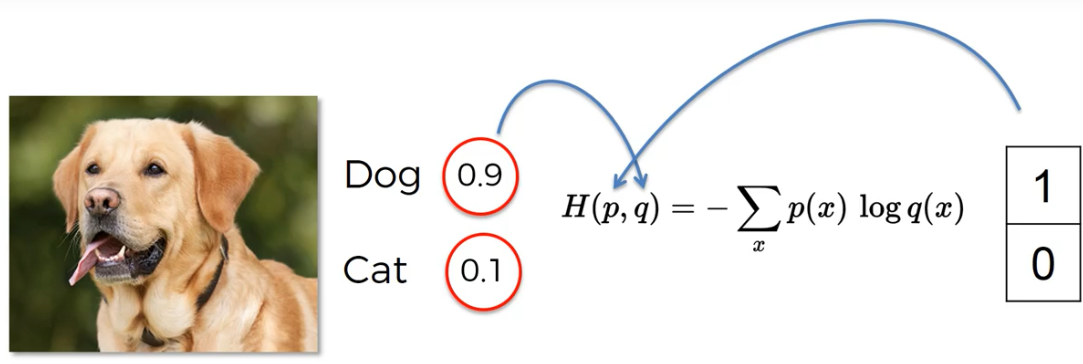 Dog 0.9
Cat 0.1
H(p, q) = − ∑ₓ p(x) log q(x)
1
0